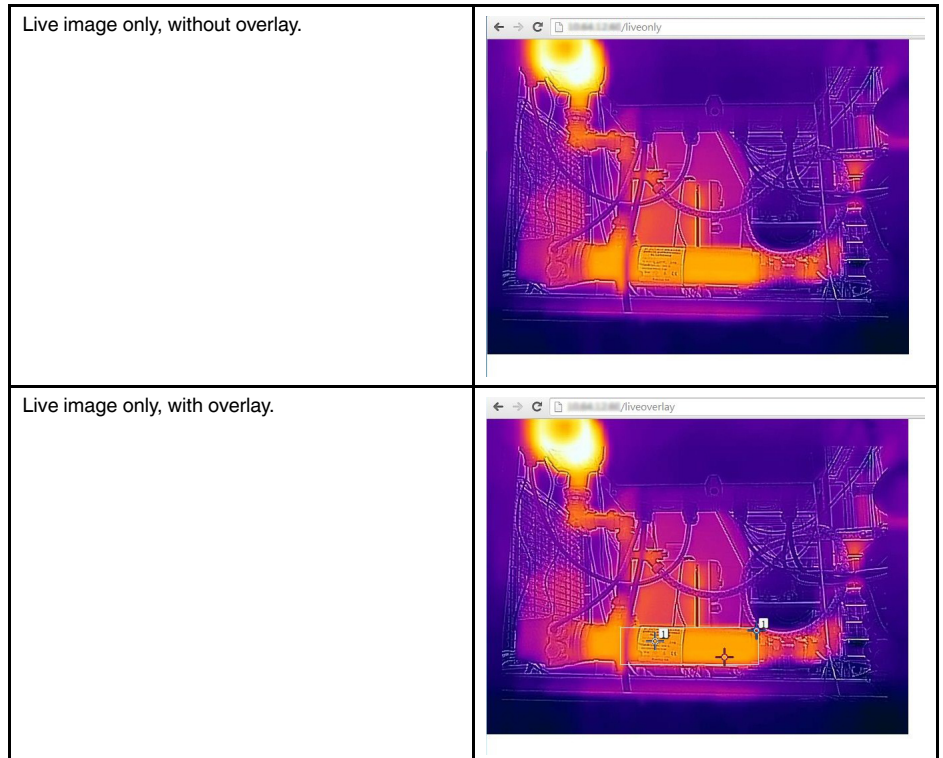 Live image only, without overlay.
/liveonly
Live image only, with overlay.
/liveoverlay
1
1